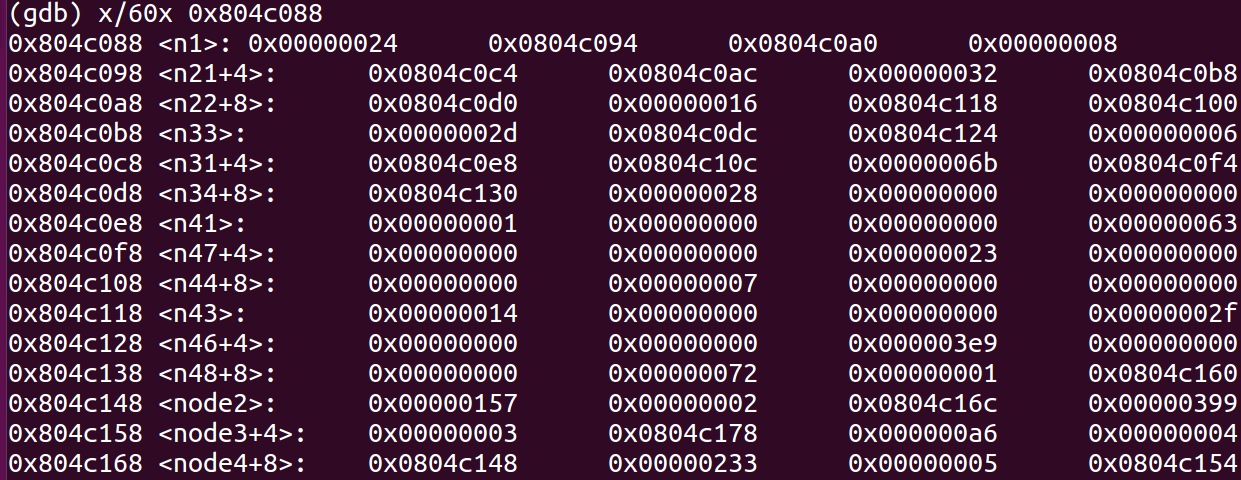 (gdb) x/60x 0x804c088
0x804c088 <n1>: 0x00000024 0x0804c094 0x0804c0a0 0x00000008
0x804c098 <n21+4>: 0x0804c0c4 0x0804c0ac 0x00000032 0x0804c0b8
0x804c0a8 <n22+8>: 0x0804c0d0 0x00000016 0x0804c118 0x0804c100
0x804c0b8 <n33>: 0x0000002d 0x0804c0dc 0x0804c124 0x00000006
0x804c0c8 <n31+4>: 0x0804c0e8 0x0804c10c 0x0000006b 0x0804c0f4
0x804c0d8 <n34+8>: 0x0804c130 0x00000028 0x00000000 0x00000000
0x804c0e8 <n41>: 0x00000001 0x00000000 0x00000000 0x00000063
0x804c0f8 <n47+4>: 0x00000000 0x00000000 0x00000023 0x00000000
0x804c108 <n44+8>: 0x00000000 0x00000007 0x00000000 0x00000000
0x804c118 <n43>: 0x00000014 0x00000000 0x00000000 0x0000002f
0x804c128 <n46+4>: 0x00000000 0x00000000 0x000003e9 0x00000000
0x804c138 <n48+8>: 0x00000000 0x00000072 0x00000001 0x0804c160
0x804c148 <node2>: 0x00000157 0x00000002 0x0804c16c 0x00000399
0x804c158 <node3+4>: 0x00000003 0x0804c178 0x000000a6 0x00000004
0x804c168 <node4+8>: 0x0804c148 0x00000233 0x00000005 0x0804c154